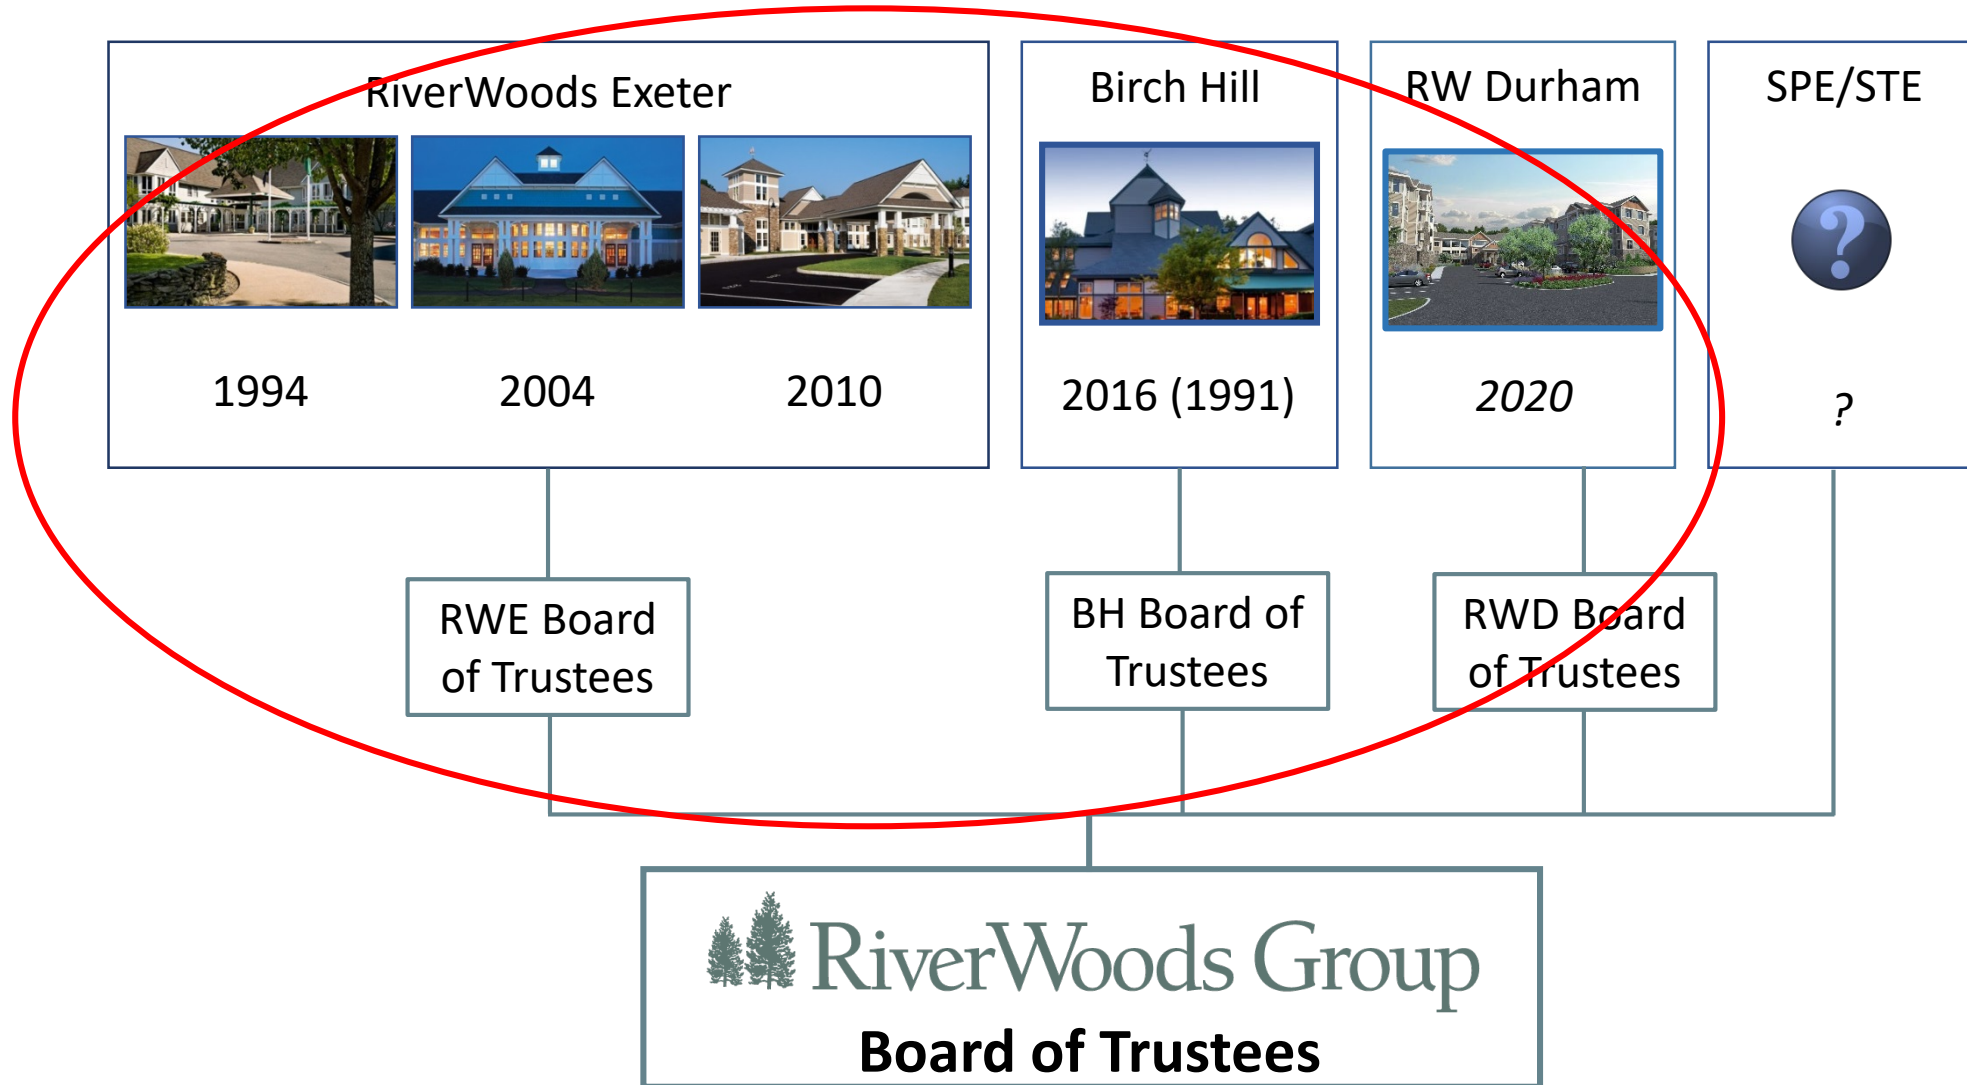 RiverWoods Exeter
Birch Hill
RW Durham
SPE/STE
?
1994
2004
2010
2016 (1991)
2020
?
RWE Board
of Trustees
BH Board of
Trustees
RWD Board
of Trustees
RiverWoods Group
Board of Trustees